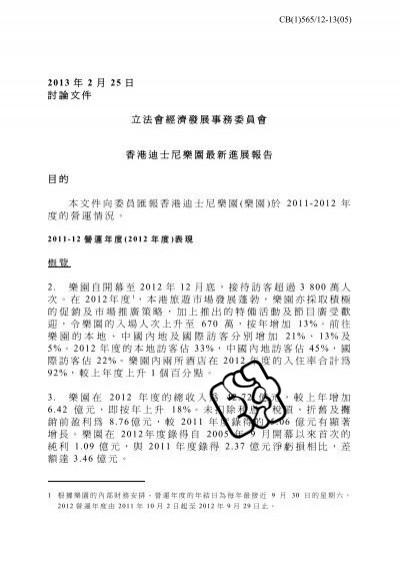 CB(1)565/12-13(05)
2013 年 2 月 25 日
討論文件
立法會經濟發展事務委員會
香港迪士尼樂園最新進展報告
目的
本文件向委員匯報香港迪士尼樂園(樂園)於 2011-2012 年
度的營運情況。
2011-12 營運年度(2012 年度)表現
概覽
2. 樂園自開幕至 2012 年 12 月底，接待訪客超過 3 800 萬人
次。在 2012年度1，本港旅遊市場發展蓬勃，樂園亦採取積極
的促銷及市場推廣策略，加上推出的特備活動及節目廣受歡
迎，令樂園的入場人次上升至 670 萬，按年增加 13%。前往
樂園的本地、中國內地及國際訪客分別增加 21%、13%及
5%。2012 年度的本地訪客佔 33%，中國內地訪客佔 45%，國
際訪客佔 22%。樂園內兩所酒店在 2012 年度的入住率合計為
92%，較上年度上升 1 個百分點。
3. 樂園在 2012 年度的總收入為 億元，較上年增加
6.42 億元，即按年上升 18%。未扣除利息、稅項、折舊及攤
銷前盈利為 8.76億元，較 2011 年度錄得的 .06 億元有顯著
增長。樂園在 2012年度錄得自 2005 年 9 月開幕以來首次的
純利 1.09 億元，與 2011 年度錄得 2.37 億元淨虧損相比，差
額達 3.46 億元。
1 根據樂園的內部財務安排，營運年度的年結日為每年最接近 9 月 30 日的星期六。
2012 營運年度由 2011 年 10 月 2 日起至 2012 年 9 月 29 日止。